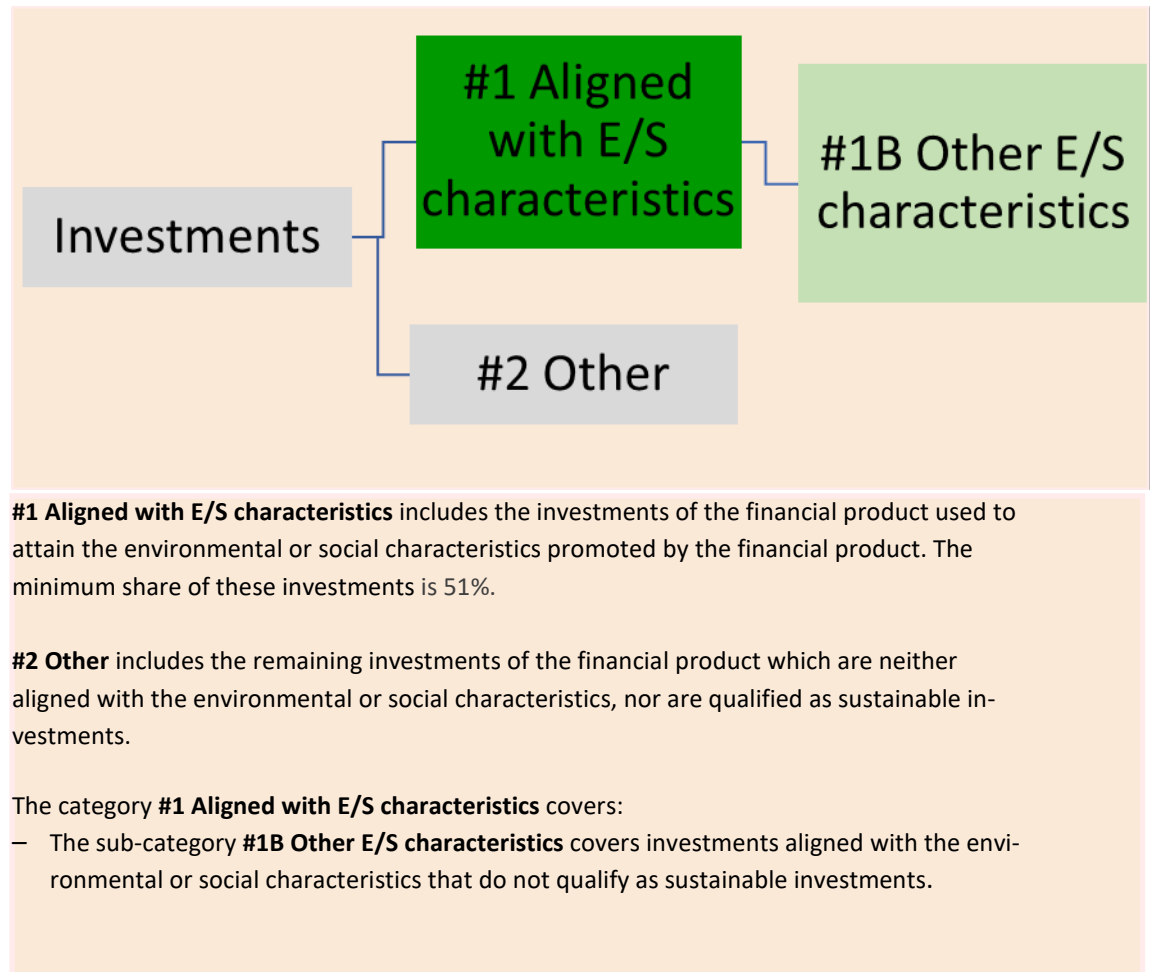 #1 Aligned
with E/S
characteristics
#1B Other E/S
characteristics
Investments
#2 Other
#1 Aligned with E/S characteristics includes the investments of the financial product used to
attain the environmental or social characteristics promoted by the financial product. The
minimum share of these investments is 51%.
#2 Other includes the remaining investments of the financial product which are neither
aligned with the environmental or social characteristics, nor are qualified as sustainable in-
vestments.
The category #1 Aligned with E/S characteristics covers:
– The sub-category #1B Other E/S characteristics covers investments aligned with the envi-
ronmental or social characteristics that do not qualify as sustainable investments.